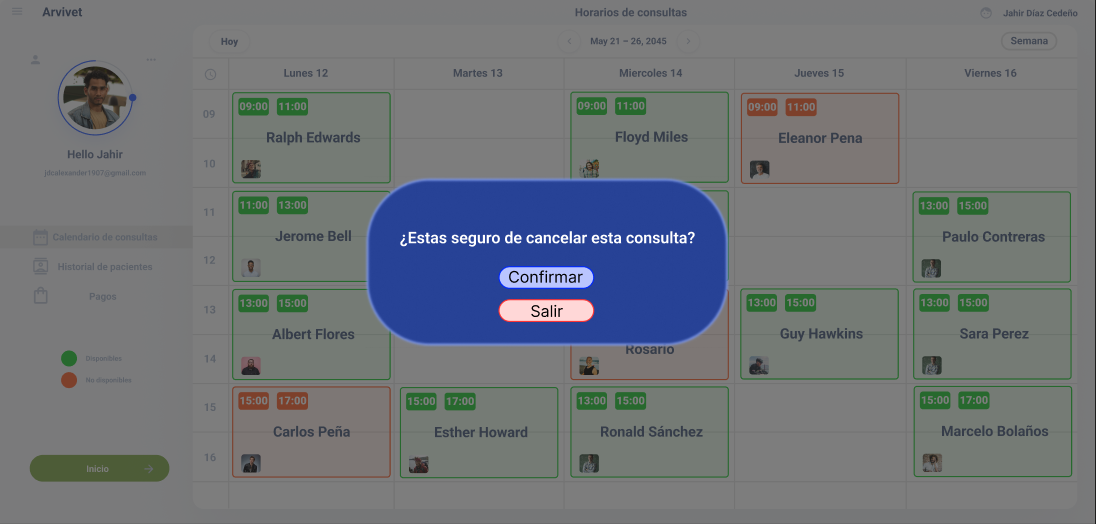 Arvivet
Horarios de consultas
Jahir Díaz Cedeño
Hoy
May 21 – 26, 2045
Semana
Lunes 12
Martes 13
Miercoles 14
Jueves 15
Viernes 16
Hello Jahir
jdcalexander1907@gmail.com
Calendario de consultas
Historial de pacientes
Pagos
Disponibles
No disponibles
Inicio
09
10
11
12
13
14
15
16
09:00 11:00
Ralph Edwards
09:00 11:00
Floyd Miles
09:00 11:00
Eleanor Pena
11:00 13:00
Jerome Bell
13:00 15:00
Paulo Contreras
13:00 15:00
Albert Flores
Rosario
13:00 15:00
Guy Hawkins
13:00 15:00
Sara Perez
15:00 17:00
Carlos Peña
15:00 17:00
Esther Howard
13:00 15:00
Ronald Sánchez
15:00 17:00
Marcelo Bolaños
¿Estas seguro de cancelar esta consulta?
Confirmar
Salir